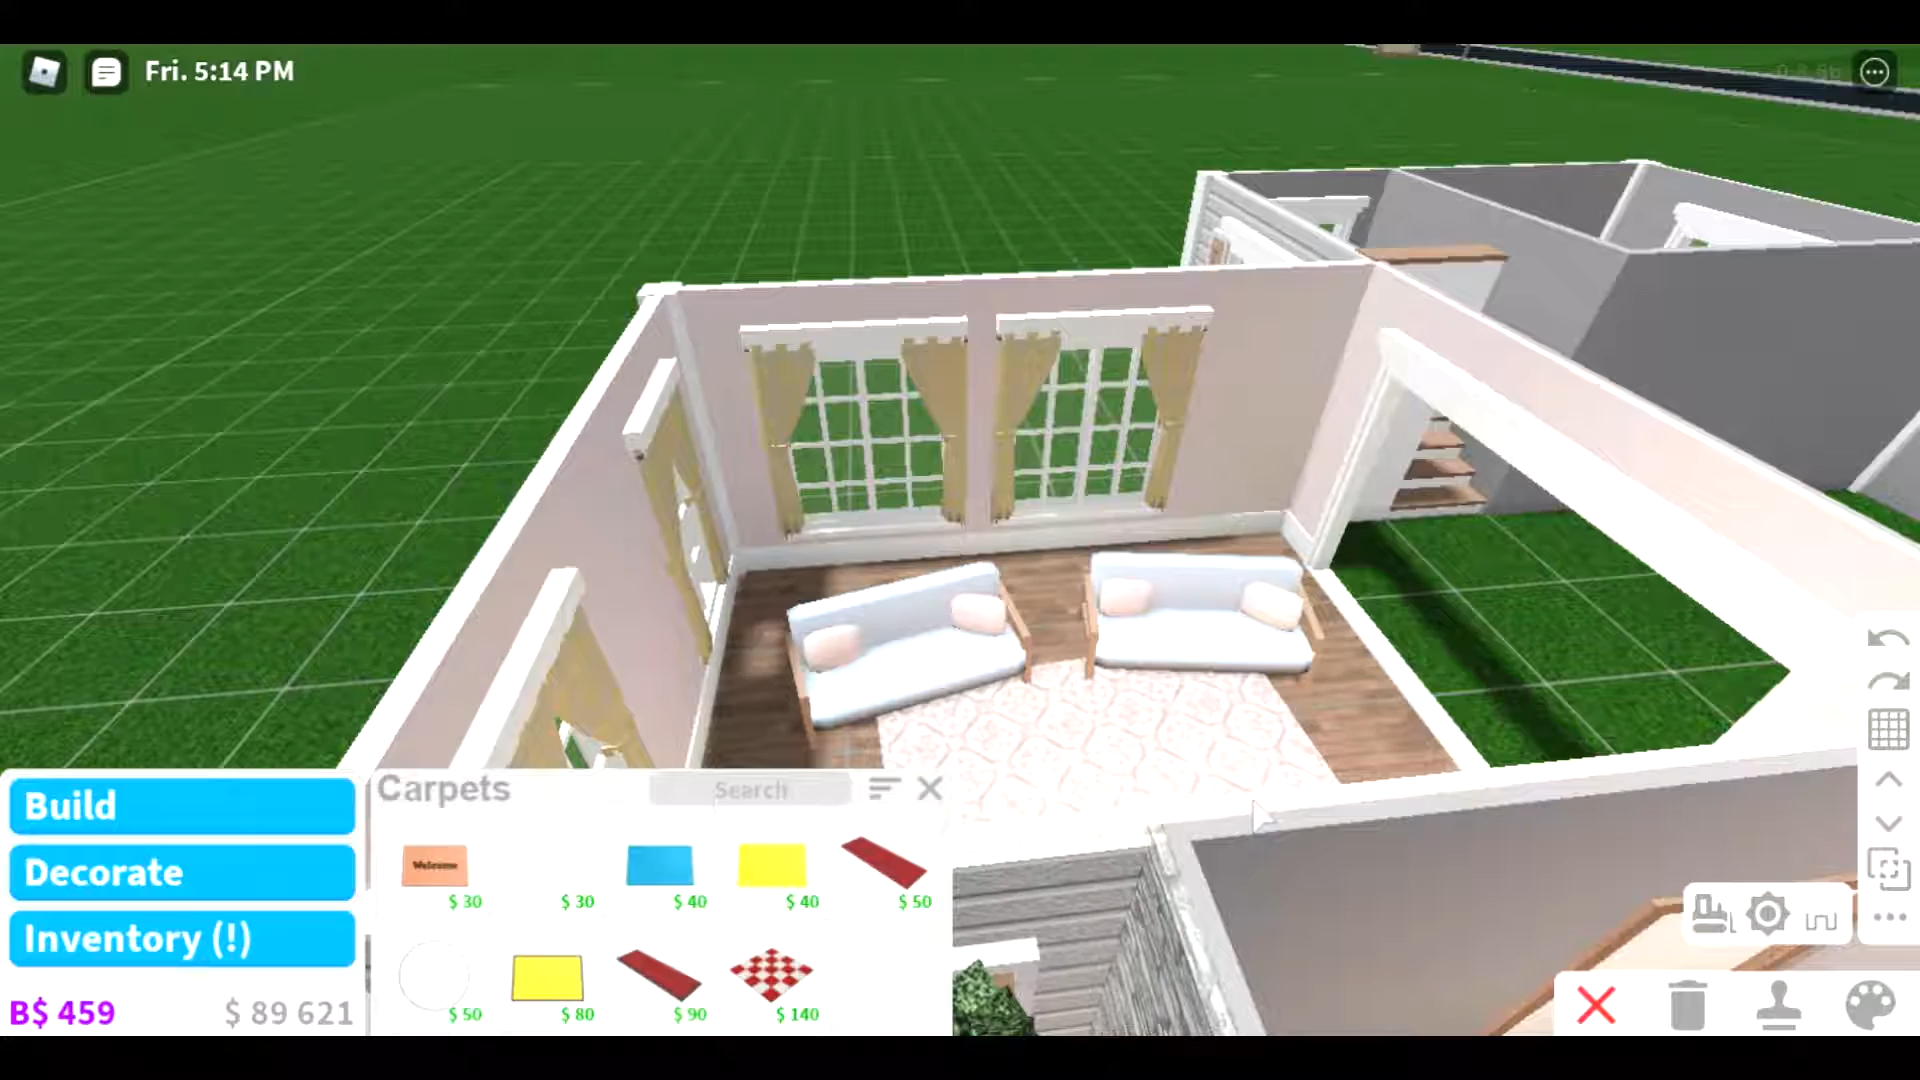 Fri. 5:14 PM
Build
Decorate
Inventory (!)
B$ 459
$ 89 621
Carpets
Search
Welcome
$ 30
$ 30
$ 40
$ 40
$ 50
$ 50
$ 80
$ 90
$ 140